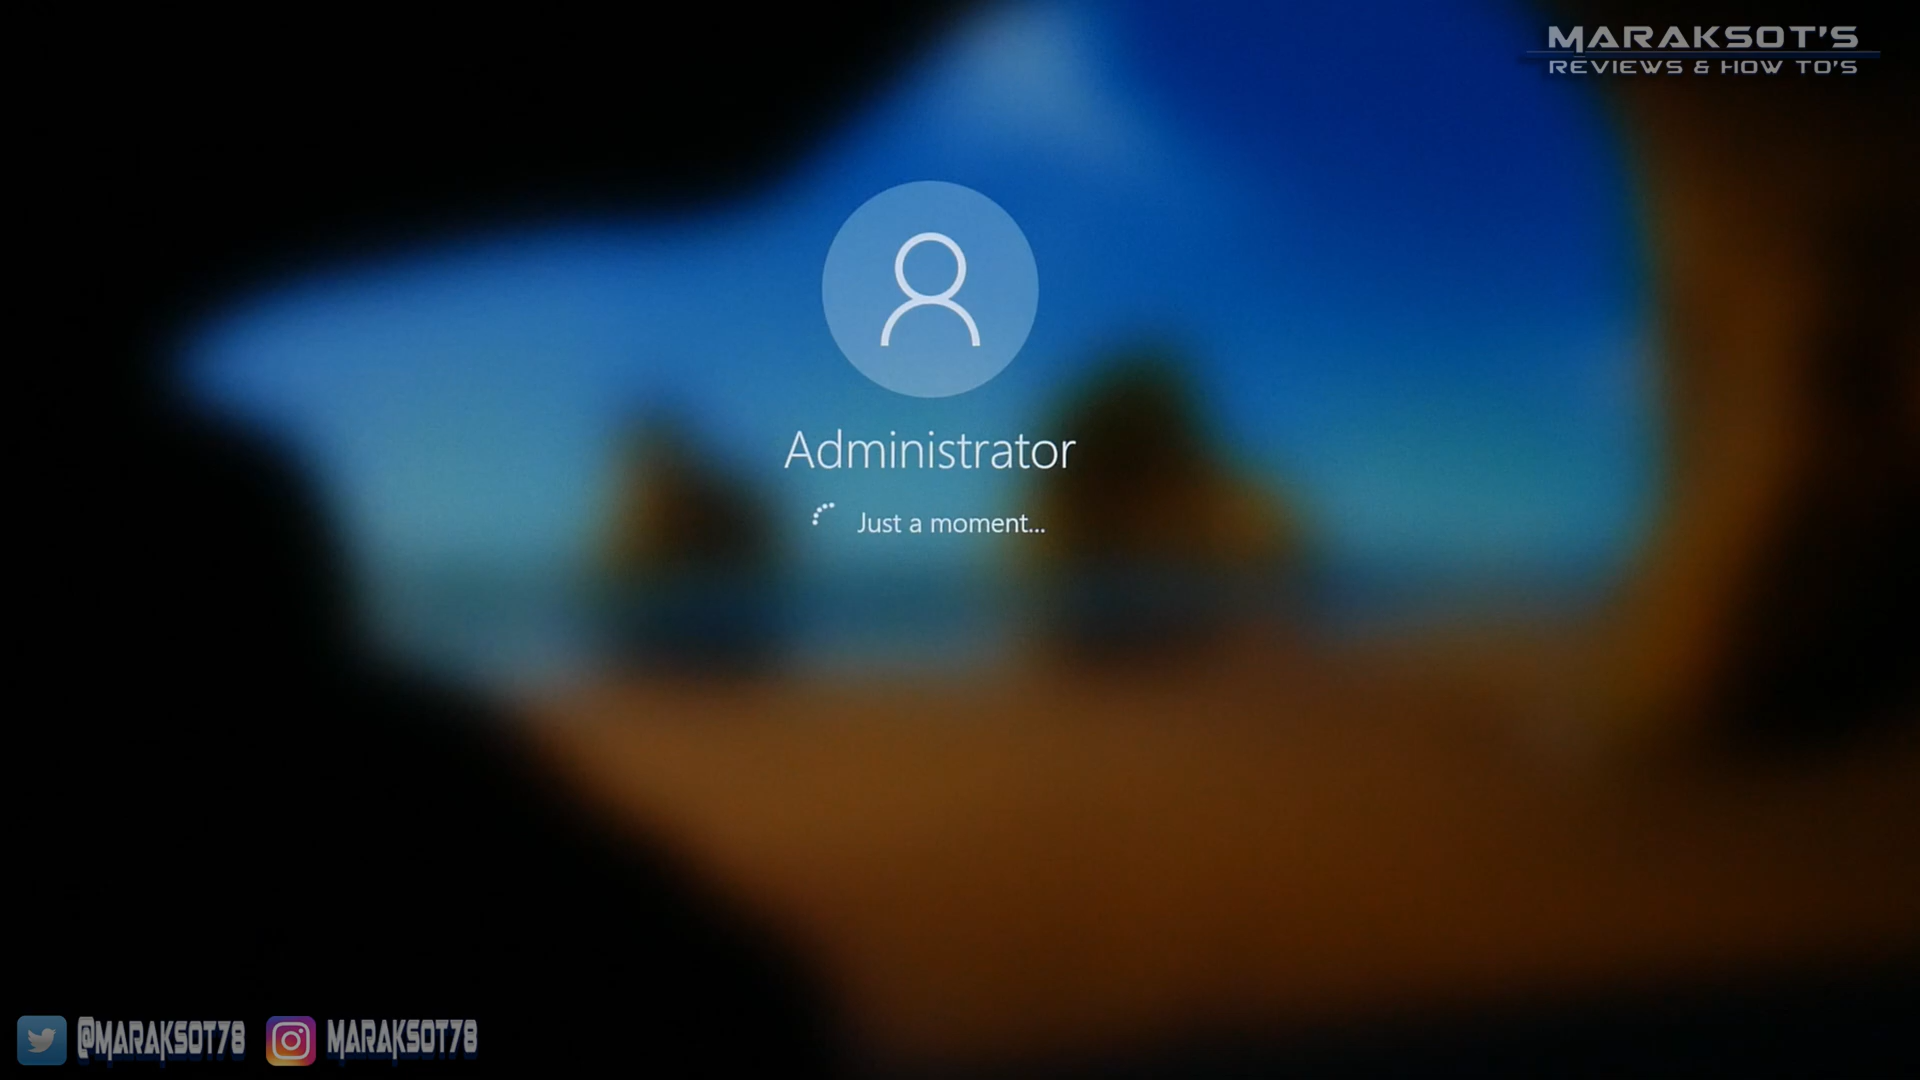 MARAKSOT'S
REVIEWS & HOW TO'S
Administrator
Just a moment...
@MARAKSOT78 MARAKSOT78